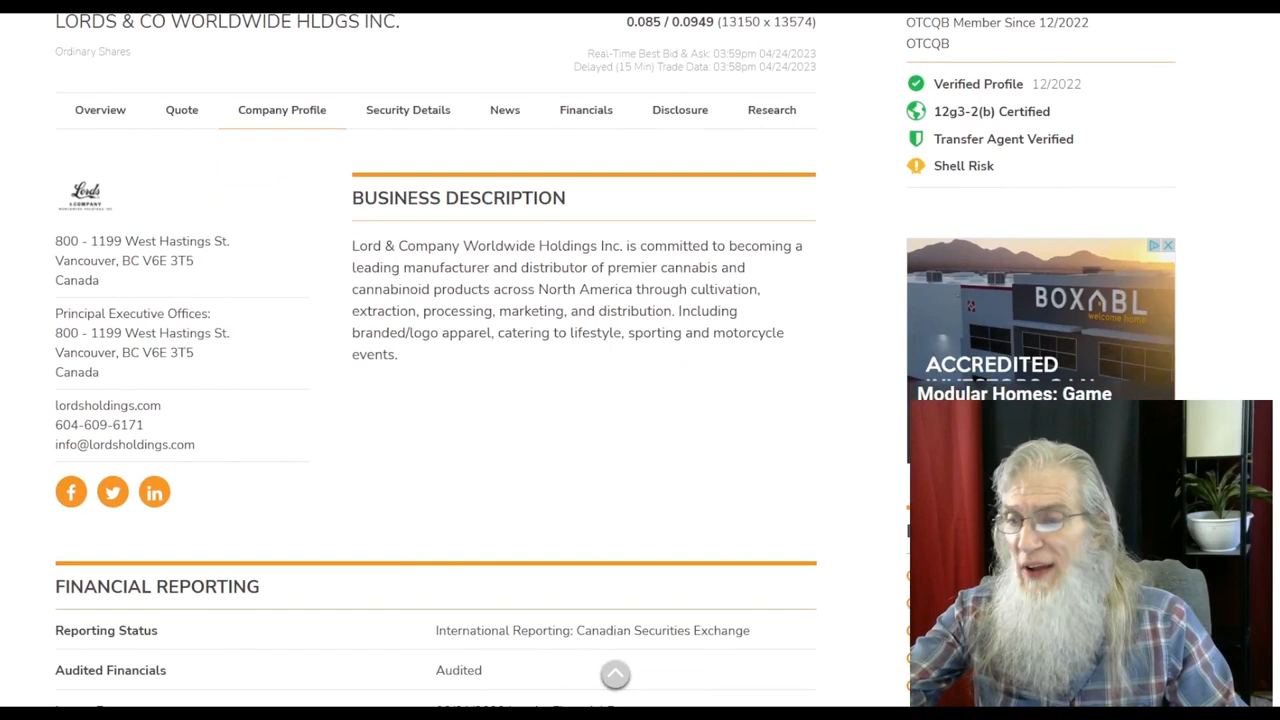 LORDS & CO WORLDWIDE HLDGS INC.
0.085 / 0.0949 (13150 x 13574)
Ordinary Shares
Real-Time Best Bid & Ask: 03:59pm 04/24/2023
Delayed (15 Min) Trade Data: 03:58pm 04/24/2023
OTCQB Member Since 12/2022
OTCQB
Verified Profile 12/2022
12g3-2(b) Certified
Transfer Agent Verified
Shell Risk
Overview Quote Company Profile Security Details News Financials Disclosure Research
Lords
& COMPANY
WORLDWIDE HOLDINGS INC.
800 - 1199 West Hastings St.
Vancouver, BC V6E 3T5
Canada
Principal Executive Offices:
800 - 1199 West Hastings St.
Vancouver, BC V6E 3T5
Canada
lordsholdings.com
604-609-6171
info@lordsholdings.com
BUSINESS DESCRIPTION
Lord & Company Worldwide Holdings Inc. is committed to becoming a
leading manufacturer and distributor of premier cannabis and
cannabinoid products across North America through cultivation,
extraction, processing, marketing, and distribution. Including
branded/logo apparel, catering to lifestyle, sporting and motorcycle
events.
BOXABL
welcome home
ACCREDITED
Modular Homes: Game
FINANCIAL REPORTING
Reporting Status International Reporting: Canadian Securities Exchange
Audited Financials Audited